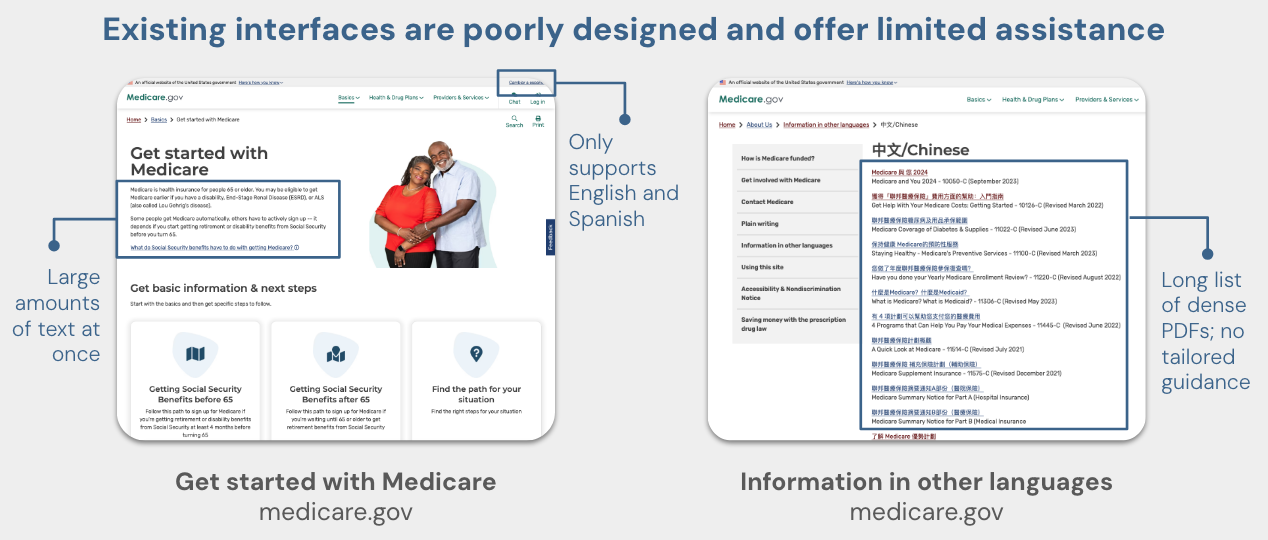 Existing interfaces are poorly designed and offer limited assistance
An official website of the United States government Here's how you know
Medicare.gov
Basics
Health & Drug Plans
Providers & Services
Chat
Log in
Home > Basics > Get started with Medicare
Search
Print
Get started with
Medicare
Medicare is health insurance for people 65 or older. You may be eligible to get
Medicare earlier if you have a disability, End-Stage Renal Disease (ESRD), or ALS
(also called Lou Gehrig's disease).
Some people get Medicare automatically, others have to actively sign up -- it
depends if you start getting retirement or disability benefits from Social Security
before you turn 65.
What do Social Security benefits have to do with getting Medicare?
Feedback
Get basic information & next steps
Start with the basics and then get specific steps to follow.
Getting Social Security
Benefits before 65
Follow this path to sign up for Medicare if
you're getting retirement or disability benefits
from Social Security at least 4 months before
turning 65
Getting Social Security
Benefits after 65
Follow this path to sign up for Medicare if
you're waiting until 65 or older to get
retirement benefits from Social Security
Find the path for your
situation
Find the right steps for your situation
Large
amounts
of text at
once
Only
supports
English and
Spanish
Get started with Medicare
medicare.gov
An official website of the United States government Here's how you know
Medicare.gov
Basics
Health & Drug Plans
Providers & Services
Home > About Us > Information in other languages > 中文/Chinese
How is Medicare funded?
Get involved with Medicare
Contact Medicare
Plain writing
Information in other languages
Using this site
Accessibility & Nondiscrimination
Notice
Saving money with the prescription
drug law
中文/Chinese
Medicare 與 您 2024
Medicare and You 2024 - 10050-C (September 2023)
獲得「聯邦醫療保險」費用方面的幫助：入門指南
Get Help With Your Medicare Costs: Getting Started - 10126-C (Revised March 2022)
聯邦醫療保險糖尿病及用品承保範圍
Medicare Coverage of Diabetes & Supplies - 11022-C (Revised June 2023)
保持健康 Medicare的預防性服務
Staying Healthy - Medicare's Preventive Services - 11100-C (Revised March 2023)
您做了年度聯邦醫療保險參保審查嗎?
Have you done your Yearly Medicare Enrollment Review? - 11220-C (Revised August 2022)
什麼是Medicare? 什麼是Medicaid?
What is Medicare? What is Medicaid? - 11306-C (Revised May 2023)
有 4 項計劃可以幫助您支付您的醫療費用
4 Programs that Can Help You Pay Your Medical Expenses - 11445-C (Revised June 2022)
聯邦醫療保險計劃概觀
A Quick Look at Medicare - 11514-C (Revised July 2021)
聯邦醫療保險 補充保險計劃（輔助保險）
Medicare Supplement Insurance - 11575-C (Revised December 2021)
聯邦醫療保險摘要通知A部份（醫院保險）
Medicare Summary Notice for Part A (Hospital Insurance)
聯邦醫療保險摘要通知B部份（醫療保險）
Medicare Summary Notice for Part B (Medical Insurance
了解 Medicare 優勢計劃
Long list
of dense
PDFs; no
tailored
guidance
Information in other languages
medicare.gov